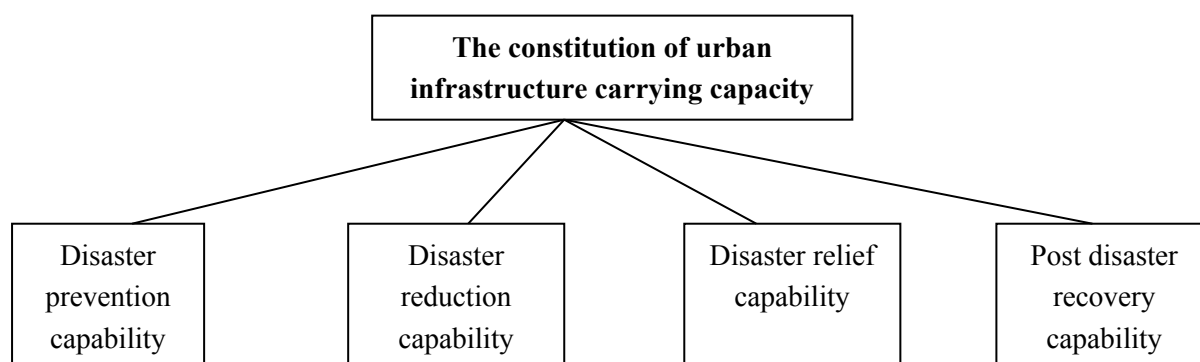 The constitution of urban
infrastructure carrying capacity
Disaster
prevention
capability
Disaster
reduction
capability
Disaster relief
capability
Post disaster
recovery
capability